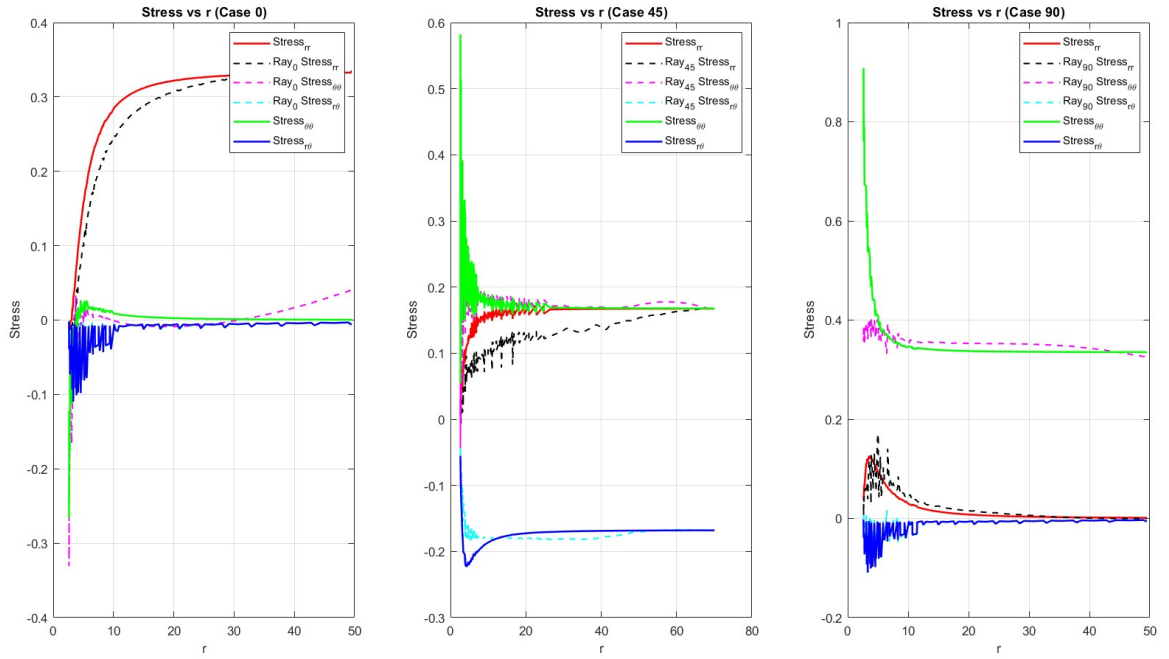 Stress vs r (Case 0)
0.4
0.3
0.2
0.1
0
-0.1
-0.2
-0.3
-0.4
Stress
0
10
20
30
40
50
r
Stress_rr
Ray_0 Stress_rr
Ray_0 Stress_θθ
Ray_0 Stress_rθ
Stress_θθ
Stress_rθ
Stress vs r (Case 45)
0.6
0.5
0.4
0.3
0.2
0.1
0
-0.1
-0.2
-0.3
Stress
0
20
40
60
80
r
Stress_rr
Ray_45 Stress_rr
Ray_45 Stress_θθ
Ray_45 Stress_rθ
Stress_θθ
Stress_rθ
Stress vs r (Case 90)
1
0.8
0.6
0.4
0.2
0
-0.2
Stress
0
10
20
30
40
50
r
Stress_rr
Ray_90 Stress_rr
Ray_90 Stress_θθ
Ray_90 Stress_rθ
Stress_θθ
Stress_rθ